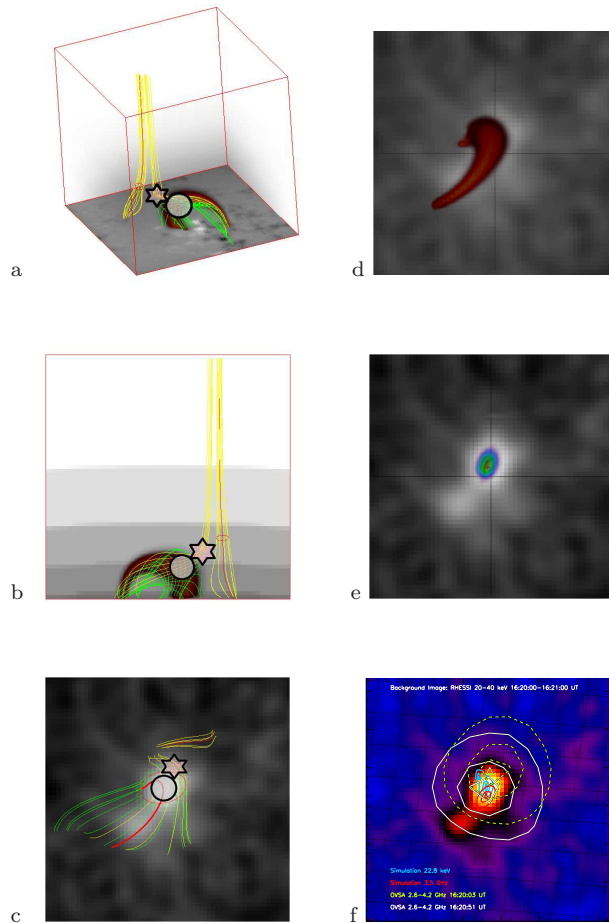 a
d
b
e
Background Image: RHESSI 20-40 keV 16:20:00-16:21:00 UT
Simulation 22.8 keV
Simulation 3.5 GHz
OVSA 2.6-4.2 GHz 16:20:03 UT
OVSA 2.6-4.2 GHz 16:20:51 UT
c
f